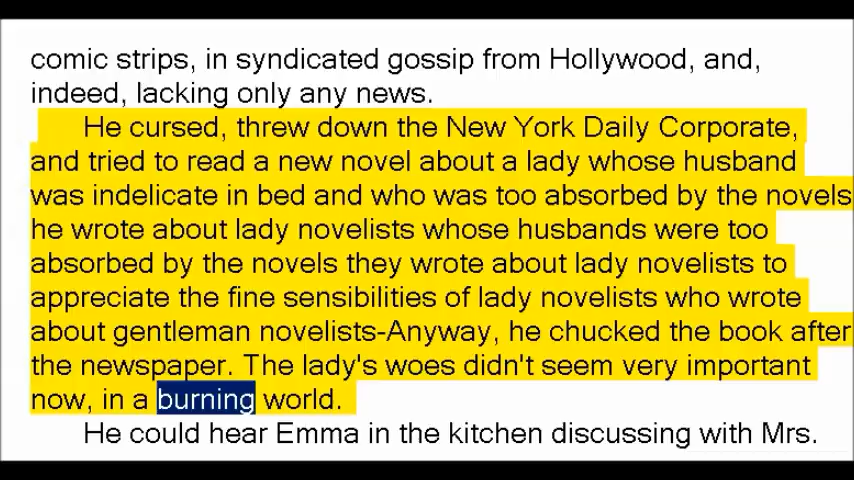 comic strips, in syndicated gossip from Hollywood, and,
indeed, lacking only any news.
He cursed, threw down the New York Daily Corporate,
and tried to read a new novel about a lady whose husband
was indelicate in bed and who was too absorbed by the novels
he wrote about lady novelists whose husbands were too
absorbed by the novels they wrote about lady novelists to
appreciate the fine sensibilities of lady novelists who wrote
about gentleman novelists-Anyway, he chucked the book after
the newspaper. The lady's woes didn't seem very important
now, in a burning world.
He could hear Emma in the kitchen discussing with Mrs.